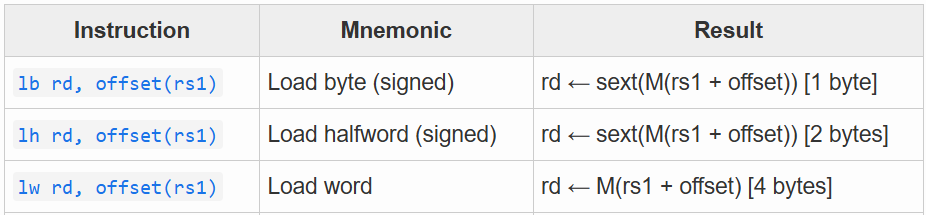 Instruction Mnemonic Result
lb rd, offset(rs1) Load byte (signed) rd ← sext(M(rs1 + offset)) [1 byte]
lh rd, offset(rs1) Load halfword (signed) rd ← sext(M(rs1 + offset)) [2 bytes]
lw rd, offset(rs1) Load word rd ← M(rs1 + offset) [4 bytes]